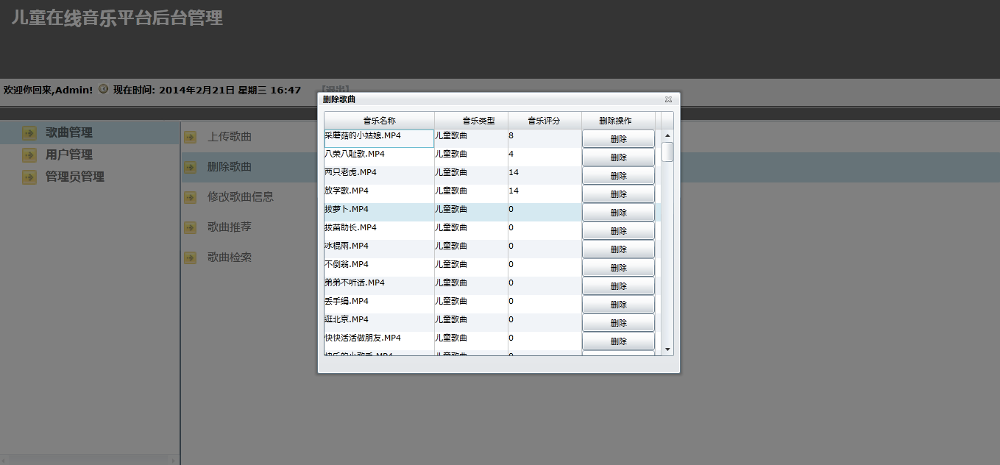 儿童在线音乐平台后台管理
欢迎你回来,Admin! 现在时间: 2014年2月21日 星期三 16:47 [退出]
歌曲管理
用户管理
管理员管理
上传歌曲
删除歌曲
修改歌曲信息
歌曲推荐
歌曲检索
删除歌曲
音乐名称 音乐类型 音乐评分 删除操作
采蘑菇的小姑娘.MP4 儿童歌曲 8 删除
八荣八耻歌.MP4 儿童歌曲 4 删除
两只老虎.MP4 儿童歌曲 14 删除
放学歌.MP4 儿童歌曲 14 删除
拔萝卜.MP4 儿童歌曲 0 删除
拔苗助长.MP4 儿童歌曲 0 删除
冰棍雨.MP4 儿童歌曲 0 删除
不倒翁.MP4 儿童歌曲 0 删除
弟弟不听话.MP4 儿童歌曲 0 删除
丢手绢.MP4 儿童歌曲 0 删除
逛北京.MP4 儿童歌曲 0 删除
快快活活做朋友.MP4 儿童歌曲 0 删除
快乐的小歌手.MP4 儿童歌曲 0